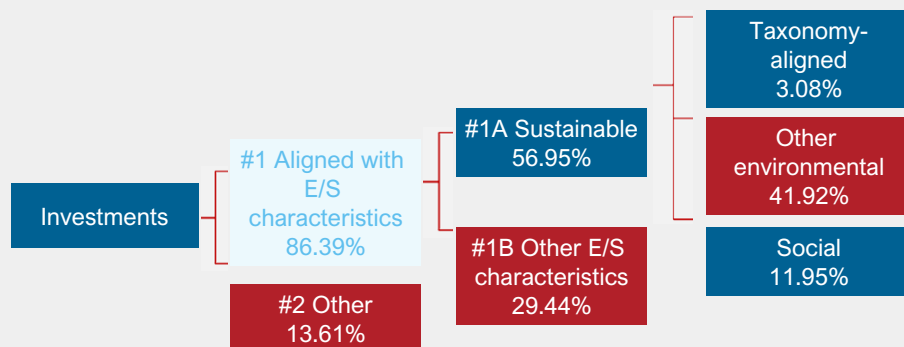 Investments
#1 Aligned with
E/S
characteristics
86.39%
#2 Other
13.61%
#1A Sustainable
56.95%
#1B Other E/S
characteristics
29.44%
Taxonomy-
aligned
3.08%
Other
environmental
41.92%
Social
11.95%